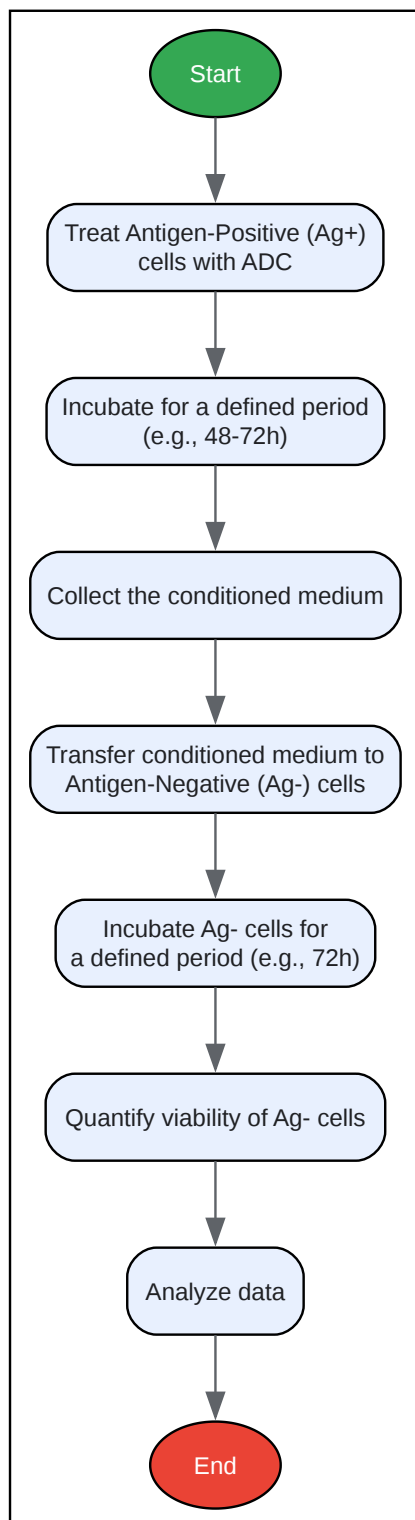 Start
Treat Antigen-Positive (Ag+)
cells with ADC
Incubate for a defined period
(e.g., 48-72h)
Collect the conditioned medium
Transfer conditioned medium to
Antigen-Negative (Ag-) cells
Incubate Ag- cells for
a defined period (e.g., 72h)
Quantify viability of Ag- cells
Analyze data
End